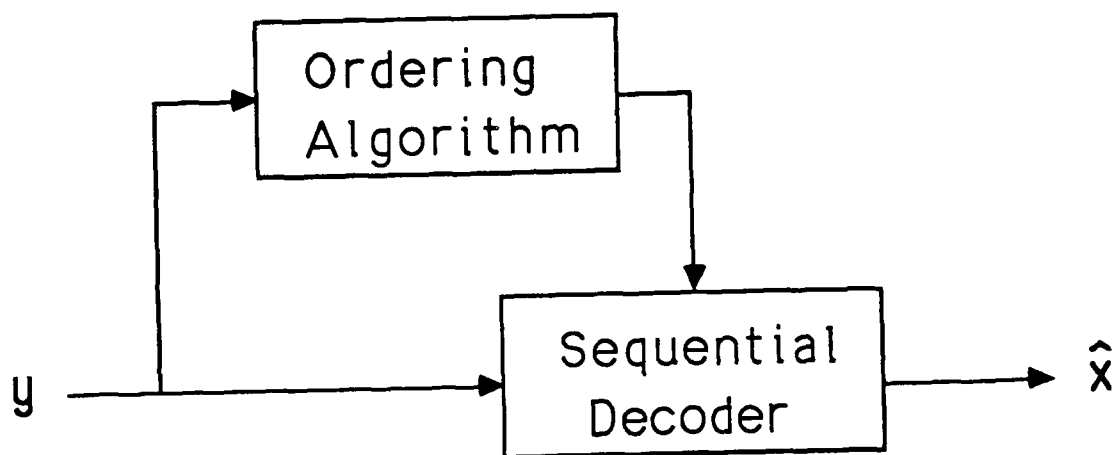 Ordering
Algorithm
Sequential
Decoder
y
x̂